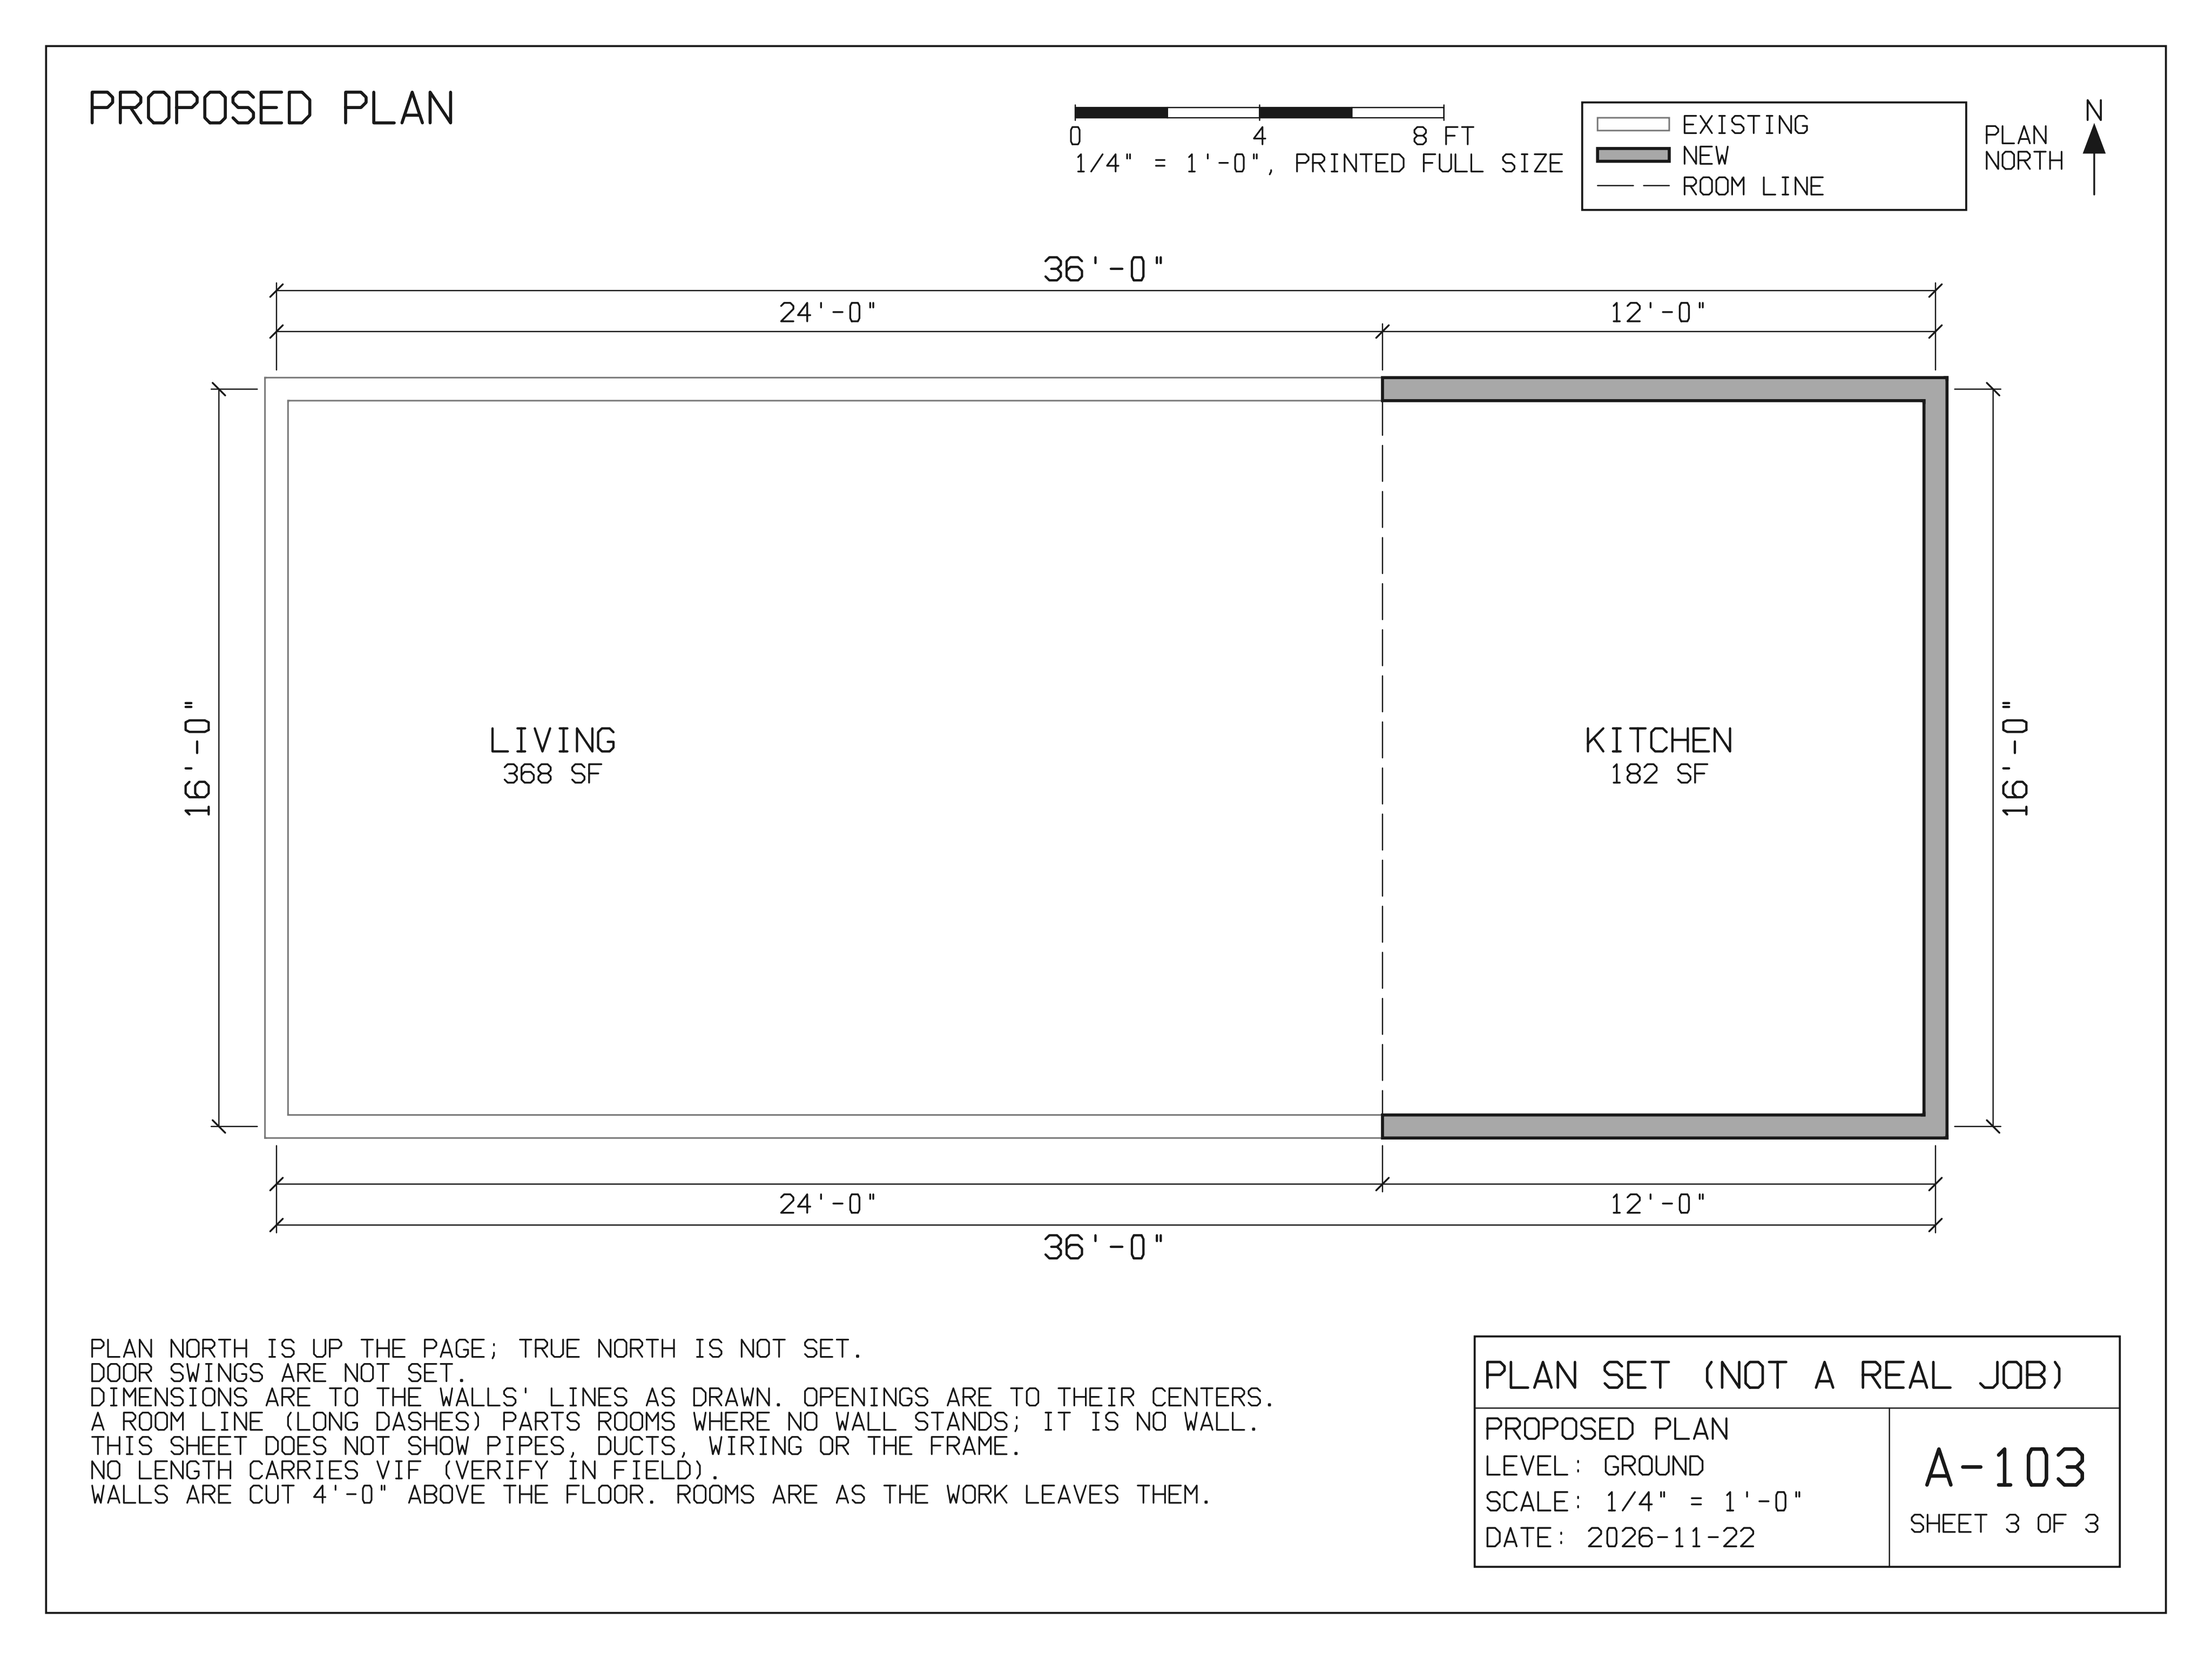 PROPOSED PLAN
0 4 8 FT
1/4" = 1'-0", PRINTED FULL SIZE
EXISTING
NEW
ROOM LINE
PLAN
NORTH
N
36'-0"
24'-0" 12'-0"
16'-0"
LIVING
368 SF
KITCHEN
182 SF
16'-0"
24'-0" 12'-0"
36'-0"
PLAN NORTH IS UP THE PAGE; TRUE NORTH IS NOT SET.
DOOR SWINGS ARE NOT SET.
DIMENSIONS ARE TO THE WALLS' LINES AS DRAWN. OPENINGS ARE TO THEIR CENTERS.
A ROOM LINE (LONG DASHES) PARTS ROOMS WHERE NO WALL STANDS; IT IS NO WALL.
THIS SHEET DOES NOT SHOW PIPES, DUCTS, WIRING OR THE FRAME.
NO LENGTH CARRIES VIF (VERIFY IN FIELD).
WALLS ARE CUT 4'-0" ABOVE THE FLOOR. ROOMS ARE AS THE WORK LEAVES THEM.
PLAN SET (NOT A REAL JOB)
PROPOSED PLAN
LEVEL: GROUND
SCALE: 1/4" = 1'-0"
DATE: 2026-11-22
A-103
SHEET 3 OF 3